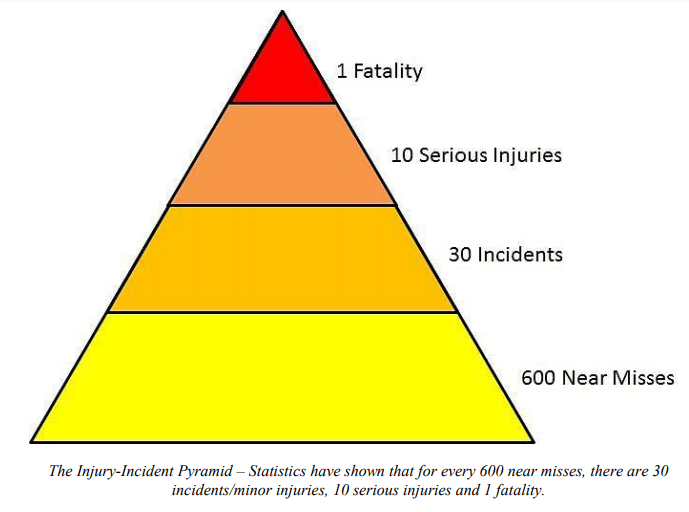 1 Fatality
10 Serious Injuries
30 Incidents
600 Near Misses
The Injury-Incident Pyramid – Statistics have shown that for every 600 near misses, there are 30
incidents/minor injuries, 10 serious injuries and 1 fatality.